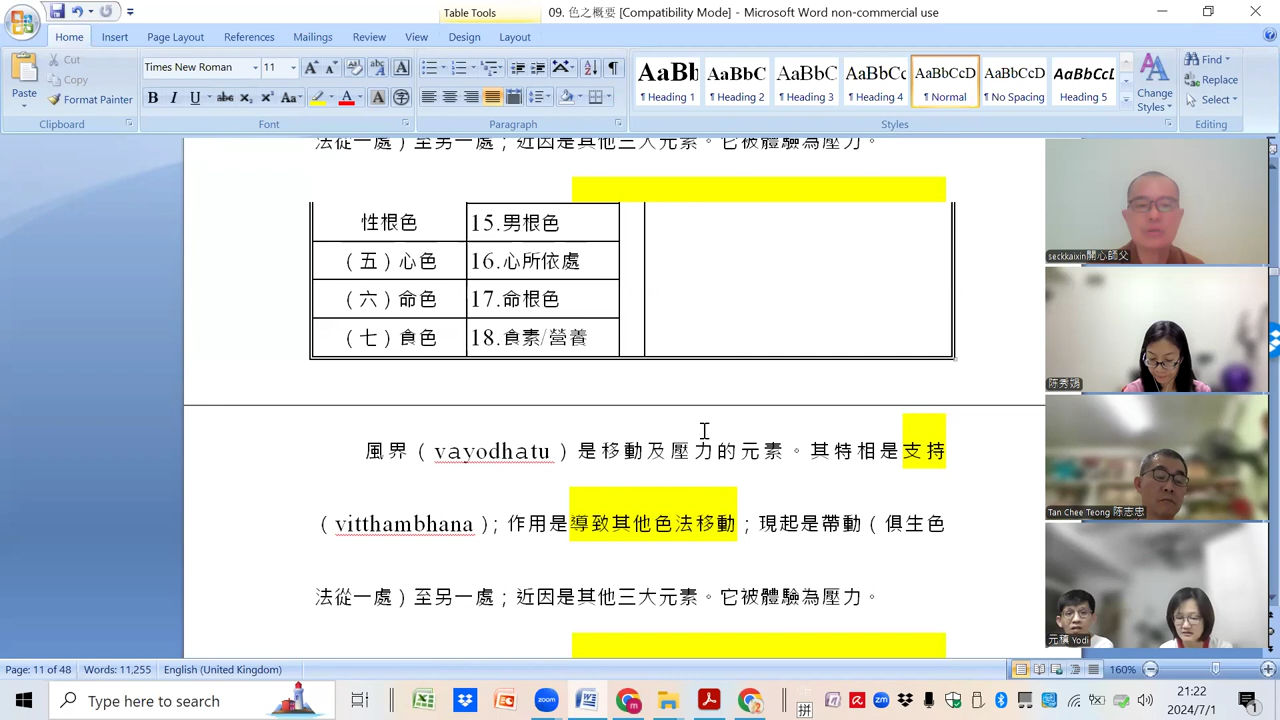 Table Tools
09. 色之概要 [Compatibility Mode] - Microsoft Word non-commercial use
Home Insert Page Layout References Mailings Review View Design Layout
Paste
Cut
Copy
Format Painter
Clipboard
Times New Roman 11
Font
Paragraph
AaBbC AaBbC AaBbCcD AaBbCcD AaBbCcL
Heading 1 Heading 2 Heading 3 Heading 4 Normal No Spacing Heading 5
Change Styles
Styles
Find
Replace
Select
Editing
法從一處）至另一處；近因是其他三大元素。它被體驗為壓力。
性根色 15.男根色
（五）心色 16.心所依處
（六）命色 17.命根色
（七）食色 18.食素/營養
風界（vayodhatu）是移動及壓力的元素。其特相是支持
（vitthambhana）；作用是導致其他色法移動；現起是帶動（俱生色
法從一處）至另一處；近因是其他三大元素。它被體驗為壓力。
seckkaixin開心師父
陈秀娟
Tan Chee Teong 陈志忠
元穰 Yodi
Page: 11 of 48 Words: 11,255 English (United Kingdom) 160%
Type here to search
拼
21:22
2024/7/1